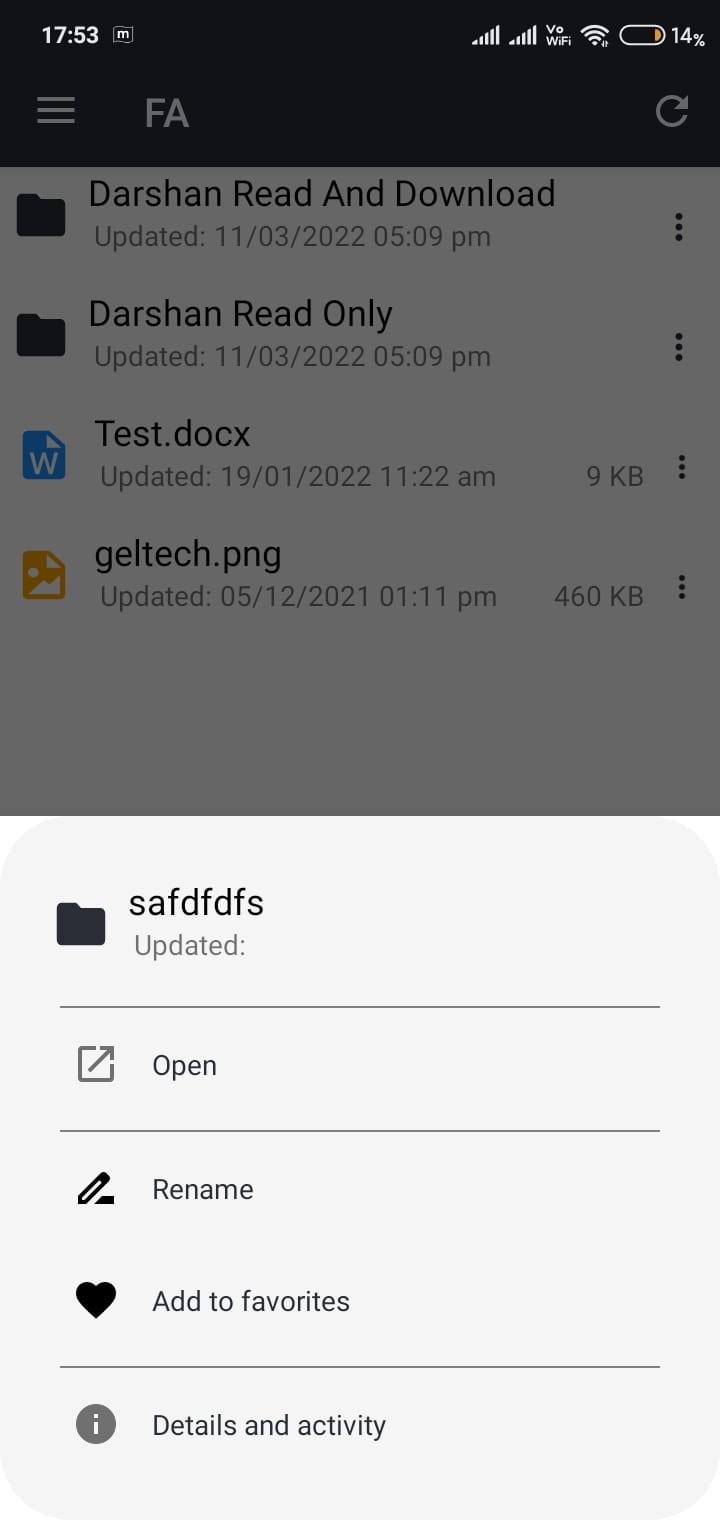 17:53 m Vo WiFi 14%
FA
Darshan Read And Download
Updated: 11/03/2022 05:09 pm
Darshan Read Only
Updated: 11/03/2022 05:09 pm
Test.docx
W
Updated: 19/01/2022 11:22 am 9 KB
geltech.png
Updated: 05/12/2021 01:11 pm 460 KB
safdfdfs
Updated:
Open
Rename
Add to favorites
Details and activity